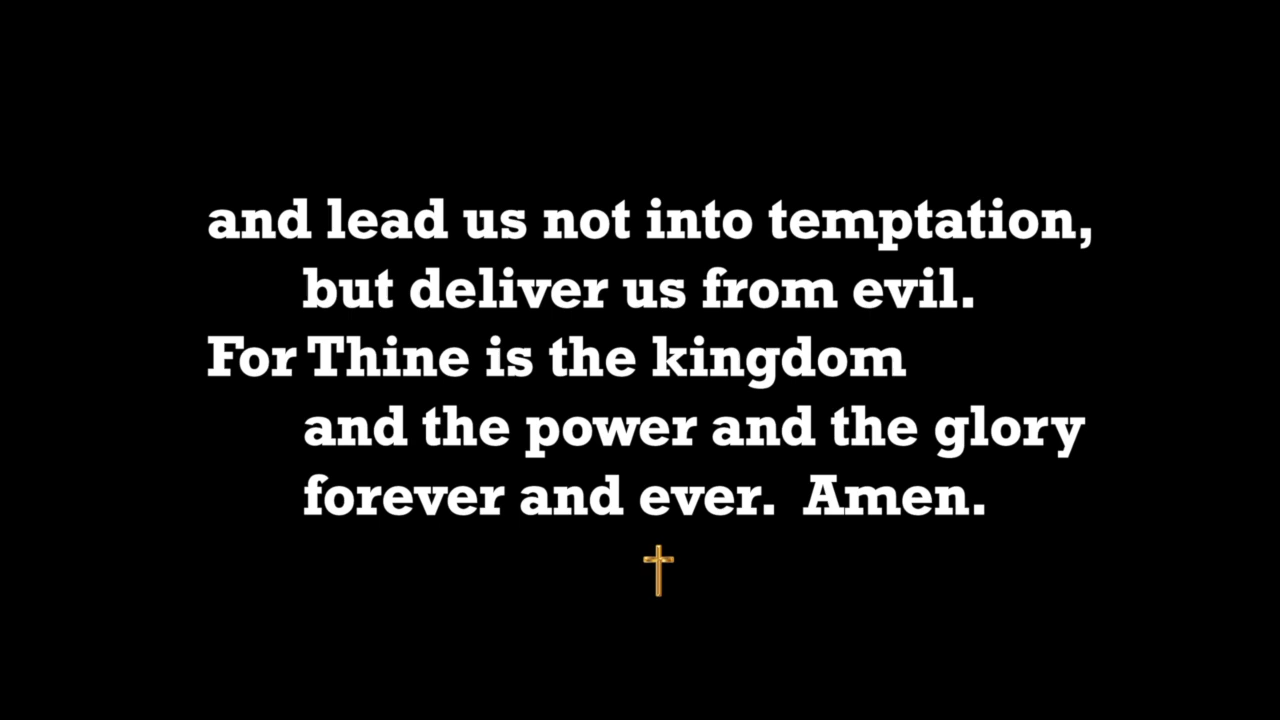 and lead us not into temptation,
but deliver us from evil.
For Thine is the kingdom
and the power and the glory
forever and ever.  Amen.